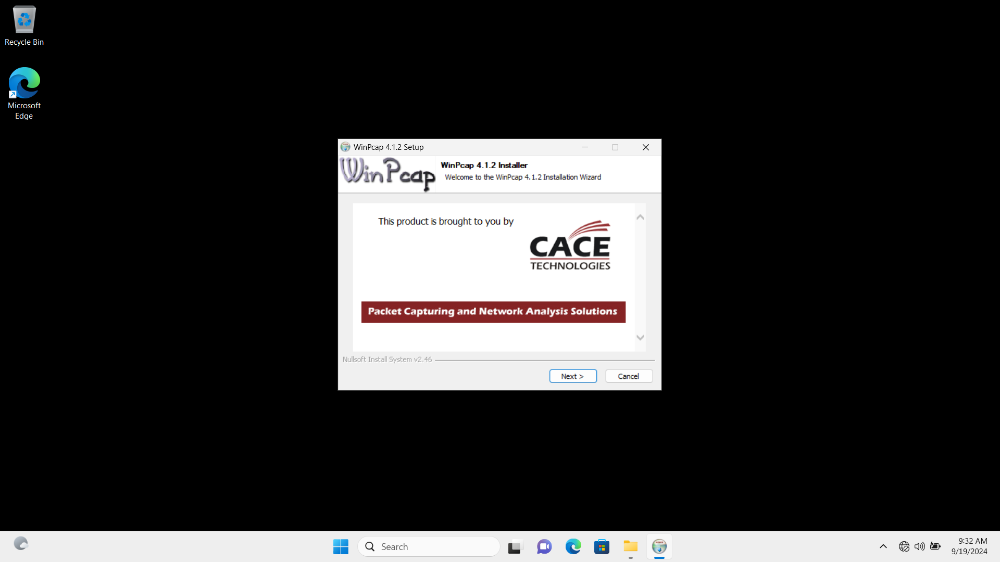 Recycle Bin
Microsoft
Edge
WinPcap 4.1.2 Setup
WinPcap
WinPcap 4.1.2 Installer
Welcome to the WinPcap 4.1.2 Installation Wizard
This product is brought to you by
CACE
TECHNOLOGIES
Packet Capturing and Network Analysis Solutions
Nullsoft Install System v2.46
Next >
Cancel
Search
9:32 AM
9/19/2024